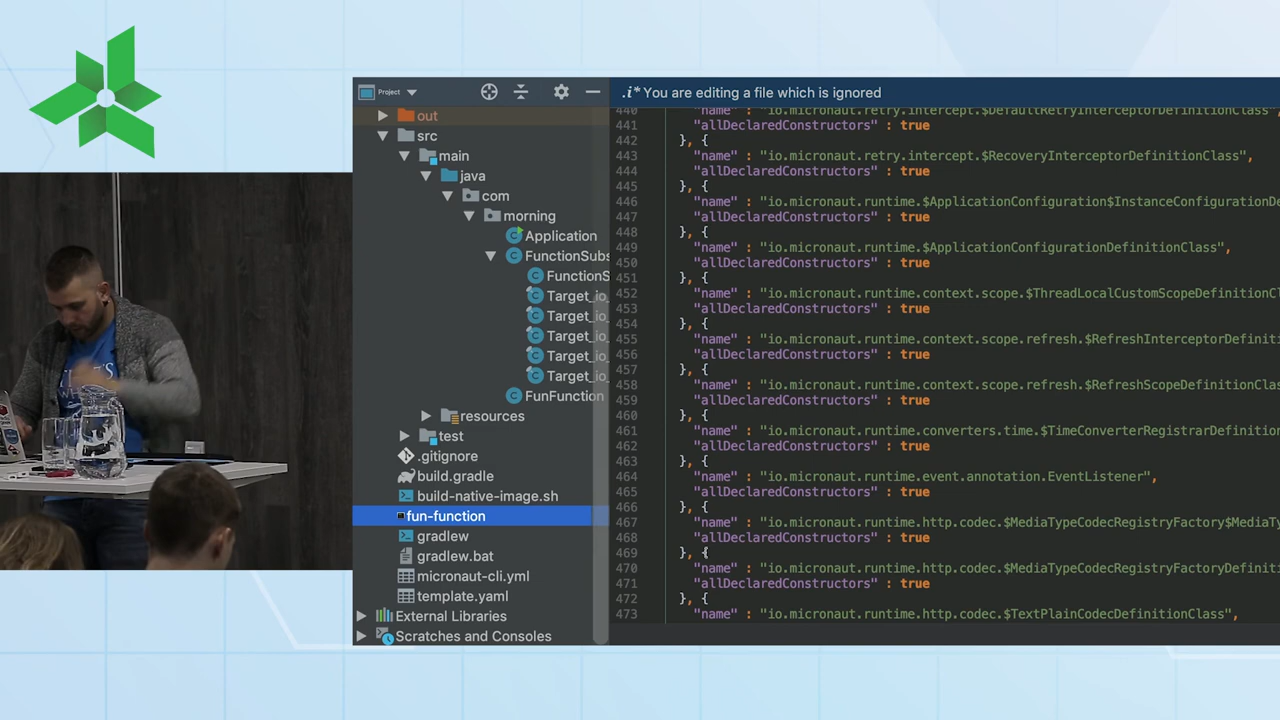 Project
out
src
main
java
com
morning
Application
FunctionSubs
FunctionS
Target_io_
Target_io_
Target_io_
Target_io_
Target_io_
FunFunction
resources
test
.gitignore
build.gradle
build-native-image.sh
fun-function
gradlew
gradlew.bat
micronaut-cli.yml
template.yaml
External Libraries
Scratches and Consoles
.i* You are editing a file which is ignored
440 "name" : "io.micronaut.retry.intercept.$DefaultRetryInterceptorDefinitionClass",
441 "allDeclaredConstructors" : true
442 }, {
443 "name" : "io.micronaut.retry.intercept.$RecoveryInterceptorDefinitionClass",
444 "allDeclaredConstructors" : true
445 }, {
446 "name" : "io.micronaut.runtime.$ApplicationConfiguration$InstanceConfigurationDe
447 "allDeclaredConstructors" : true
448 }, {
449 "name" : "io.micronaut.runtime.$ApplicationConfigurationDefinitionClass",
450 "allDeclaredConstructors" : true
451 }, {
452 "name" : "io.micronaut.runtime.context.scope.$ThreadLocalCustomScopeDefinitionCl
453 "allDeclaredConstructors" : true
454 }, {
455 "name" : "io.micronaut.runtime.context.scope.refresh.$RefreshInterceptorDefiniti
456 "allDeclaredConstructors" : true
457 }, {
458 "name" : "io.micronaut.runtime.context.scope.refresh.$RefreshScopeDefinitionClas
459 "allDeclaredConstructors" : true
460 }, {
461 "name" : "io.micronaut.runtime.converters.time.$TimeConverterRegistrarDefinition
462 "allDeclaredConstructors" : true
463 }, {
464 "name" : "io.micronaut.runtime.event.annotation.EventListener",
465 "allDeclaredConstructors" : true
466 }, {
467 "name" : "io.micronaut.runtime.http.codec.$MediaTypeCodecRegistryFactory$MediaTy
468 "allDeclaredConstructors" : true
469 }, {
470 "name" : "io.micronaut.runtime.http.codec.$MediaTypeCodecRegistryFactoryDefiniti
471 "allDeclaredConstructors" : true
472 }, {
473 "name" : "io.micronaut.runtime.http.codec.$TextPlainCodecDefinitionClass",